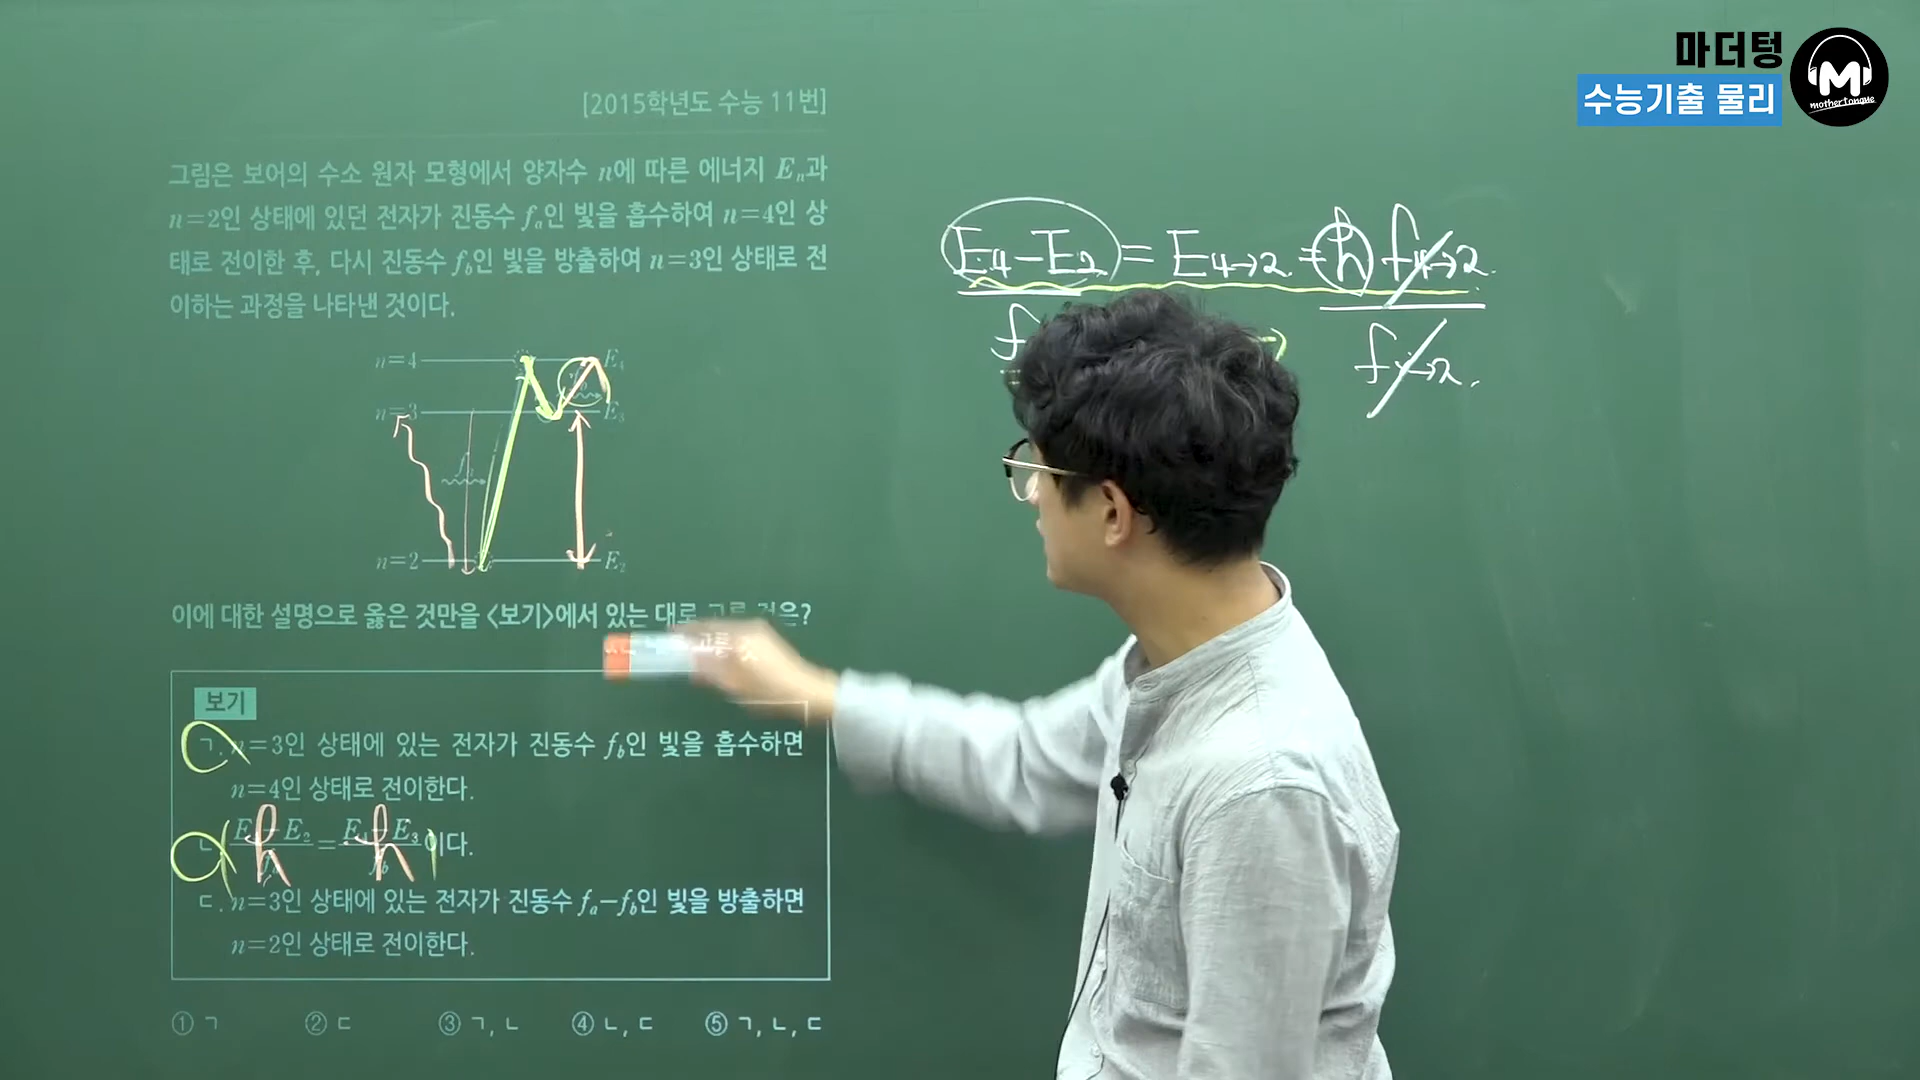 마더텅
수능기출 물리
M
mothertongue
[2015학년도 수능 11번]
그림은 보어의 수소 원자 모형에서 양자수 n에 따른 에너지 Eₙ과
n=2인 상태에 있던 전자가 진동수 fₐ인 빛을 흡수하여 n=4인 상
태로 전이한 후, 다시 진동수 f_b인 빛을 방출하여 n=3인 상태로 전
이하는 과정을 나타낸 것이다.
n=4 E₄
n=3 E₃
n=2 E₂
이에 대한 설명으로 옳은 것만을 <보기>에서 있는 대로 고른 것은?
보기
ㄱ. n=3인 상태에 있는 전자가 진동수 f_b인 빛을 흡수하면
n=4인 상태로 전이한다.
h = h 이다.
ㄷ. n=3인 상태에 있는 전자가 진동수 fₐ-f_b인 빛을 방출하면
n=2인 상태로 전이한다.
① ㄱ ② ㄷ ③ ㄱ, ㄴ ④ ㄴ, ㄷ ⑤ ㄱ, ㄴ, ㄷ
E₄-E₂ = E₄→₂ = h f₄→₂
f f₄→₂